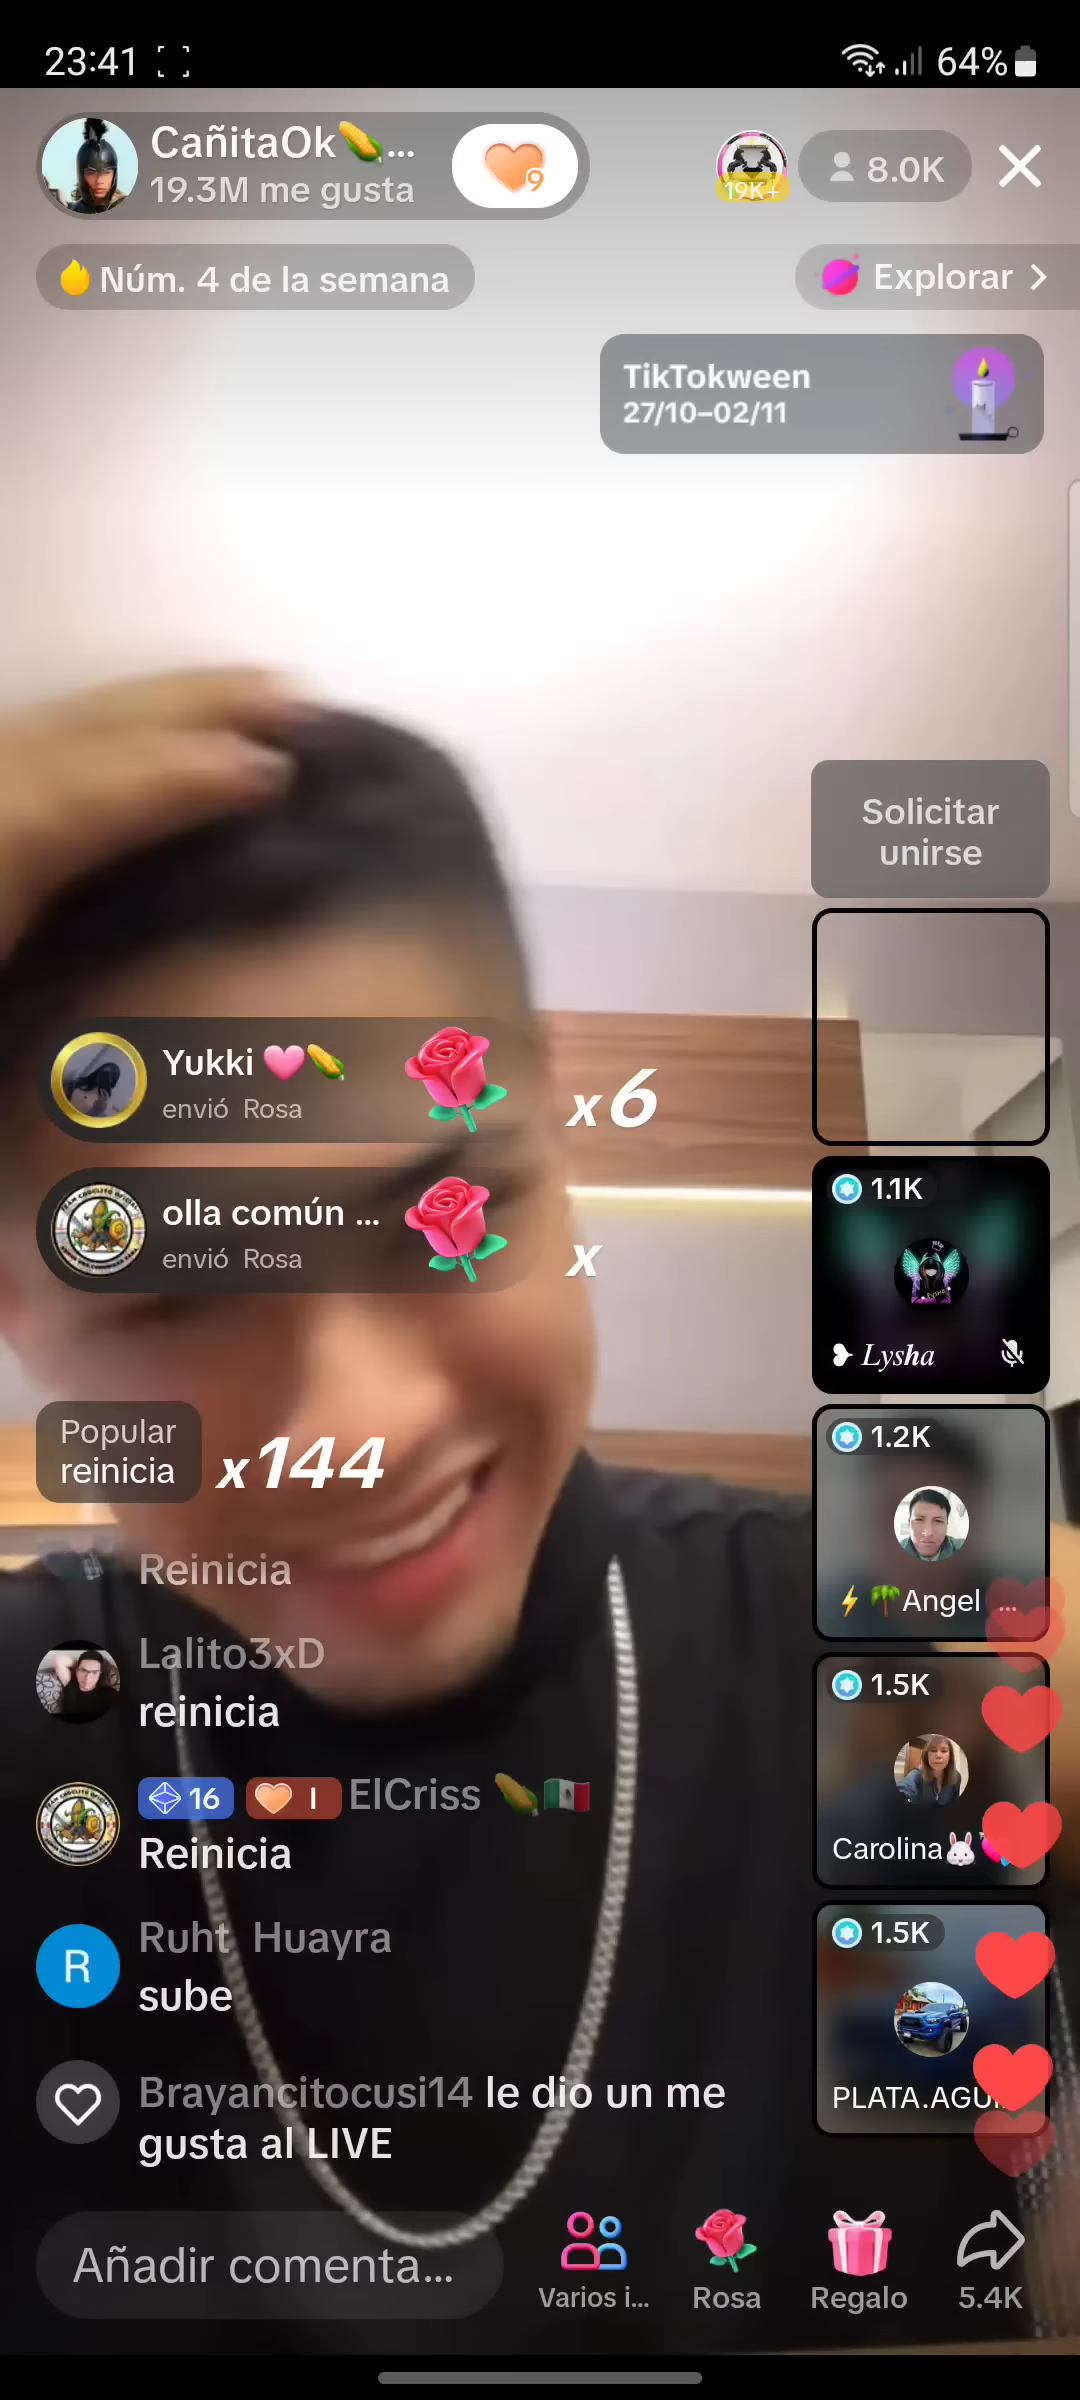 23:41
64%
CañitaOk🌽...
19.3M me gusta
9
19K+
8.0K
Núm. 4 de la semana
Explorar
TikTokween
27/10–02/11
Solicitar
unirse
Yukki 🩷🌽
envió Rosa
x6
olla común ...
envió Rosa
x
1.1K
Lysha
Popular
reinicia
x144
1.2K
⚡🌴Angel ...
Reinicia
Lalito3xD
reinicia
1.5K
Carolina🐰
16 I ElCriss 🌽🇲🇽
Reinicia
Ruht Huayra
R
sube
1.5K
PLATA.AGU...
Brayancitocusi14 le dio un me
gusta al LIVE
Añadir comenta...
Varios i...
Rosa
Regalo
5.4K